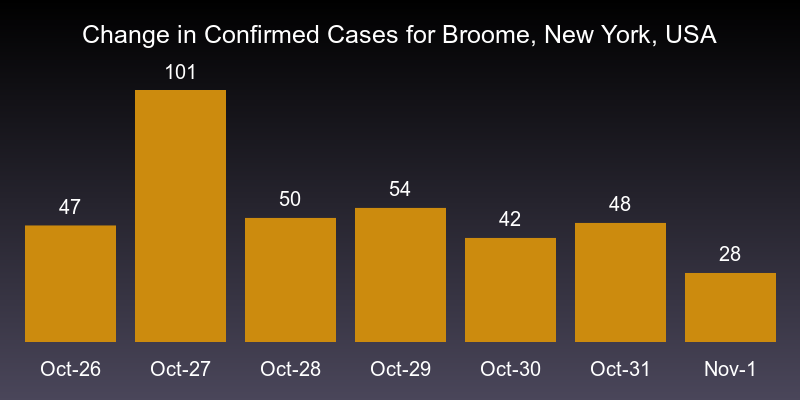 Change in Confirmed Cases for Broome, New York, USA
47
101
50
54
42
48
28
Oct-26
Oct-27
Oct-28
Oct-29
Oct-30
Oct-31
Nov-1